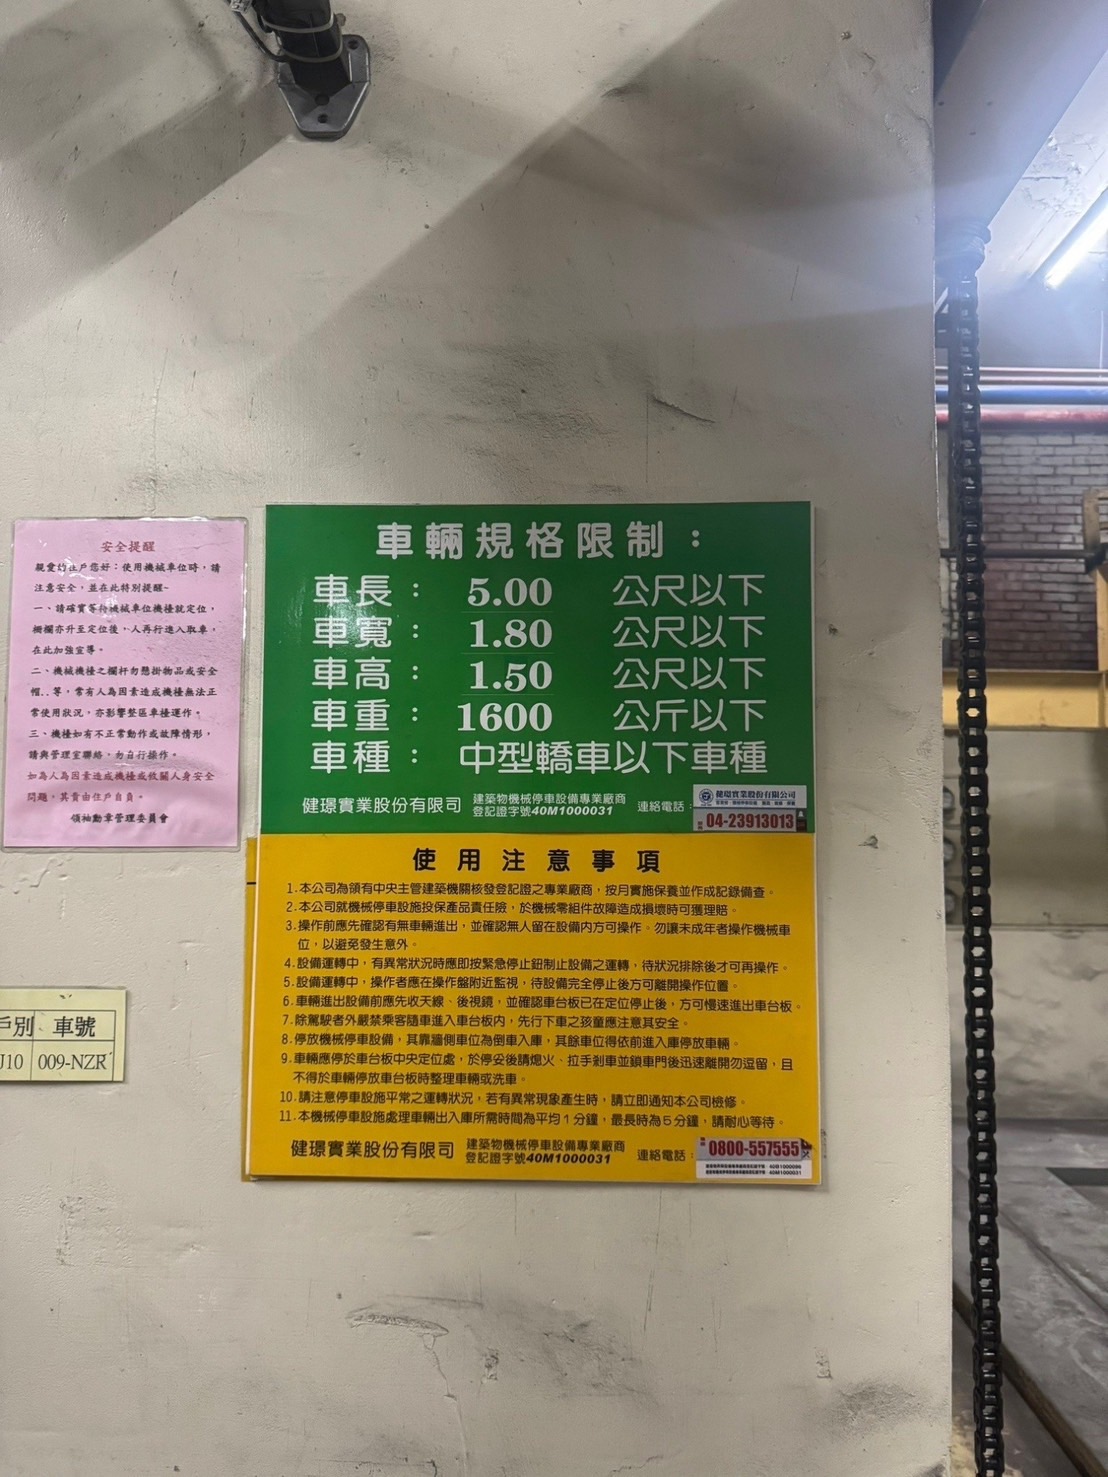 安全提醒
親愛的住戶您好：使用機械車位時，請
注意安全，並在此特別提醒~
一、請確實等待機械車位機檯就定位，
柵欄亦升至定位後，人再行進入取車，
在此加強宣導。
二、機械機檯之欄杆勿懸掛物品或安全
帽..等，常有人為因素造成機檯無法正
常使用狀況，亦影響整區車檯運作。
三、機檯如有不正常動作或故障情形，
請與管理室聯絡，勿自行操作。
如為人為因素造成機檯或攸關人身安全
問題，其責由住戶自負。
領袖勳章管理委員會
戶別 車號
J10 009-NZR
車輛規格限制：
車長： 5.00 公尺以下
車寬： 1.80 公尺以下
車高： 1.50 公尺以下
車重： 1600 公斤以下
車種： 中型轎車以下車種
健璟實業股份有限公司 建築物機械停車設備專業廠商 登記證字號40M1000031 連絡電話：
健璟實業股份有限公司
04-23913013
使用注意事項
1.本公司為領有中央主管建築機關核發登記證之專業廠商，按月實施保養並作成記錄備查。
2.本公司就機械停車設施投保產品責任險，於機械零組件故障造成損壞時可獲理賠。
3.操作前應先確認有無車輛進出，並確認無人留在設備內方可操作。勿讓未成年者操作機械車
位，以避免發生意外。
4.設備運轉中，有異常狀況時應即按緊急停止鈕制止設備之運轉，待狀況排除後才可再操作。
5.設備運轉中，操作者應在操作盤附近監視，待設備完全停止後方可離開操作位置。
6.車輛進出設備前應先收天線、後視鏡，並確認車台板已在定位停止後，方可慢速進出車台板。
7.除駕駛者外嚴禁乘客隨車進入車台板內，先行下車之孩童應注意其安全。
8.停放機械停車設備，其靠牆側車位為倒車入庫，其餘車位得依前進入庫停放車輛。
9.車輛應停於車台板中央定位處，於停妥後請熄火、拉手剎車並鎖車門後迅速離開勿逗留，且
不得於車輛停放車台板時整理車輛或洗車。
10.請注意停車設施平常之運轉狀況，若有異常現象產生時，請立即通知本公司檢修。
11.本機械停車設施處理車輛出入庫所需時間為平均1分鐘，最長時為5分鐘，請耐心等待。
健璟實業股份有限公司 建築物機械停車設備專業廠商 登記證字號40M1000031 連絡電話：
0800-557555